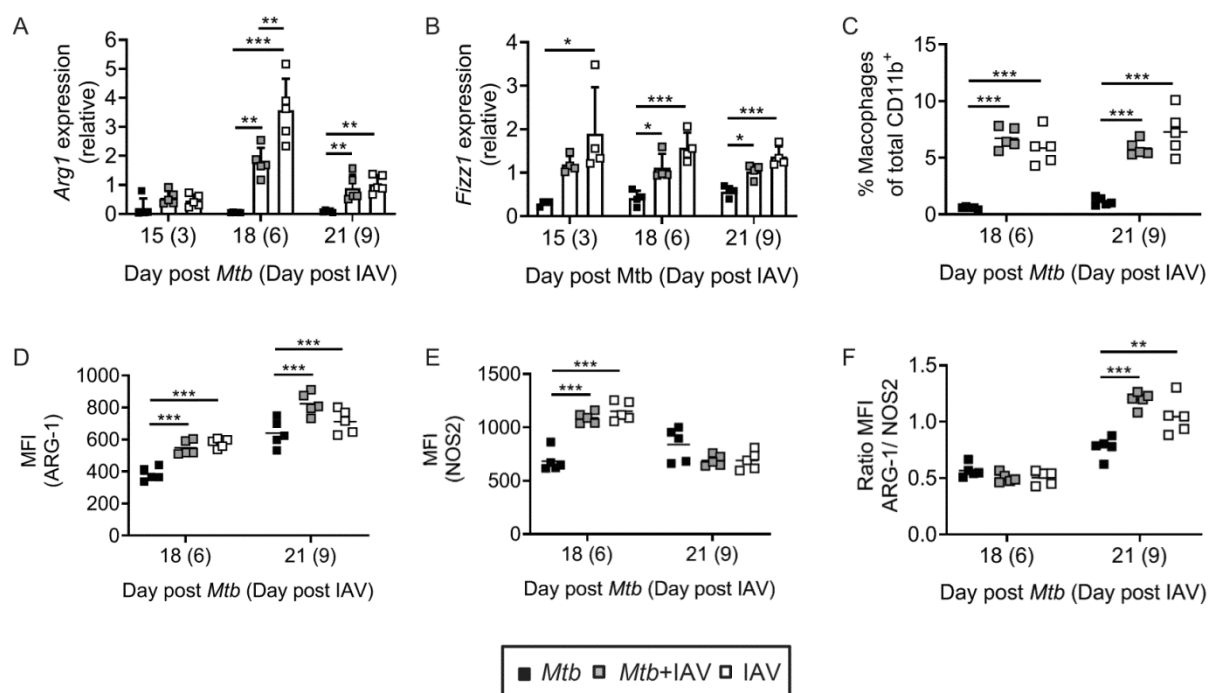 A
Arg1 expression
(relative)
6
5
4
3
2
1
0
** 
***
**
**
**
**
15 (3) 18 (6) 21 (9)
Day post Mtb (Day post IAV)
B
Fizz1 expression
(relative)
4
3
2
1
0
*
***
*
***
*
15 (3) 18 (6) 21 (9)
Day post Mtb (Day post IAV)
C
% Macophages
of total CD11b+
15
10
5
0
***
***
***
***
18 (6) 21 (9)
Day post Mtb (Day post IAV)
D
MFI
(ARG-1)
1000
800
600
400
200
0
***
***
***
***
18 (6) 21 (9)
Day post Mtb (Day post IAV)
E
MFI
(NOS2)
1500
1000
500
0
***
***
18 (6) 21 (9)
Day post Mtb (Day post IAV)
F
Ratio MFI
ARG-1/ NOS2
1.5
1.0
0.5
0.0
**
***
18 (6) 21 (9)
Day post Mtb (Day post IAV)
Mtb Mtb+IAV IAV